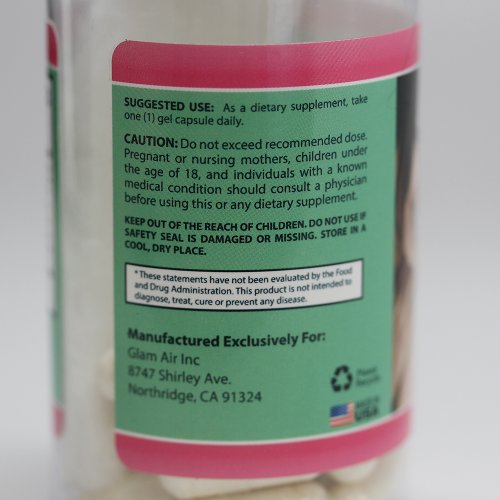 SUGGESTED USE: As a dietary supplement, take
one (1) gel capsule daily.
CAUTION: Do not exceed recommended dose.
Pregnant or nursing mothers, children under
the age of 18, and individuals with a known
medical condition should consult a physician
before using this or any dietary supplement.
KEEP OUT OF THE REACH OF CHILDREN. DO NOT USE IF
SAFETY SEAL IS DAMAGED OR MISSING. STORE IN A
COOL, DRY PLACE.
*These statements have not been evaluated by the Food
and Drug Administration. This product is not intended to
diagnose, treat, cure or prevent any disease.
Manufactured Exclusively For:
Glam Air Inc
8747 Shirley Ave.
Northridge, CA 91324
Please
Recycle
MADE IN
USA